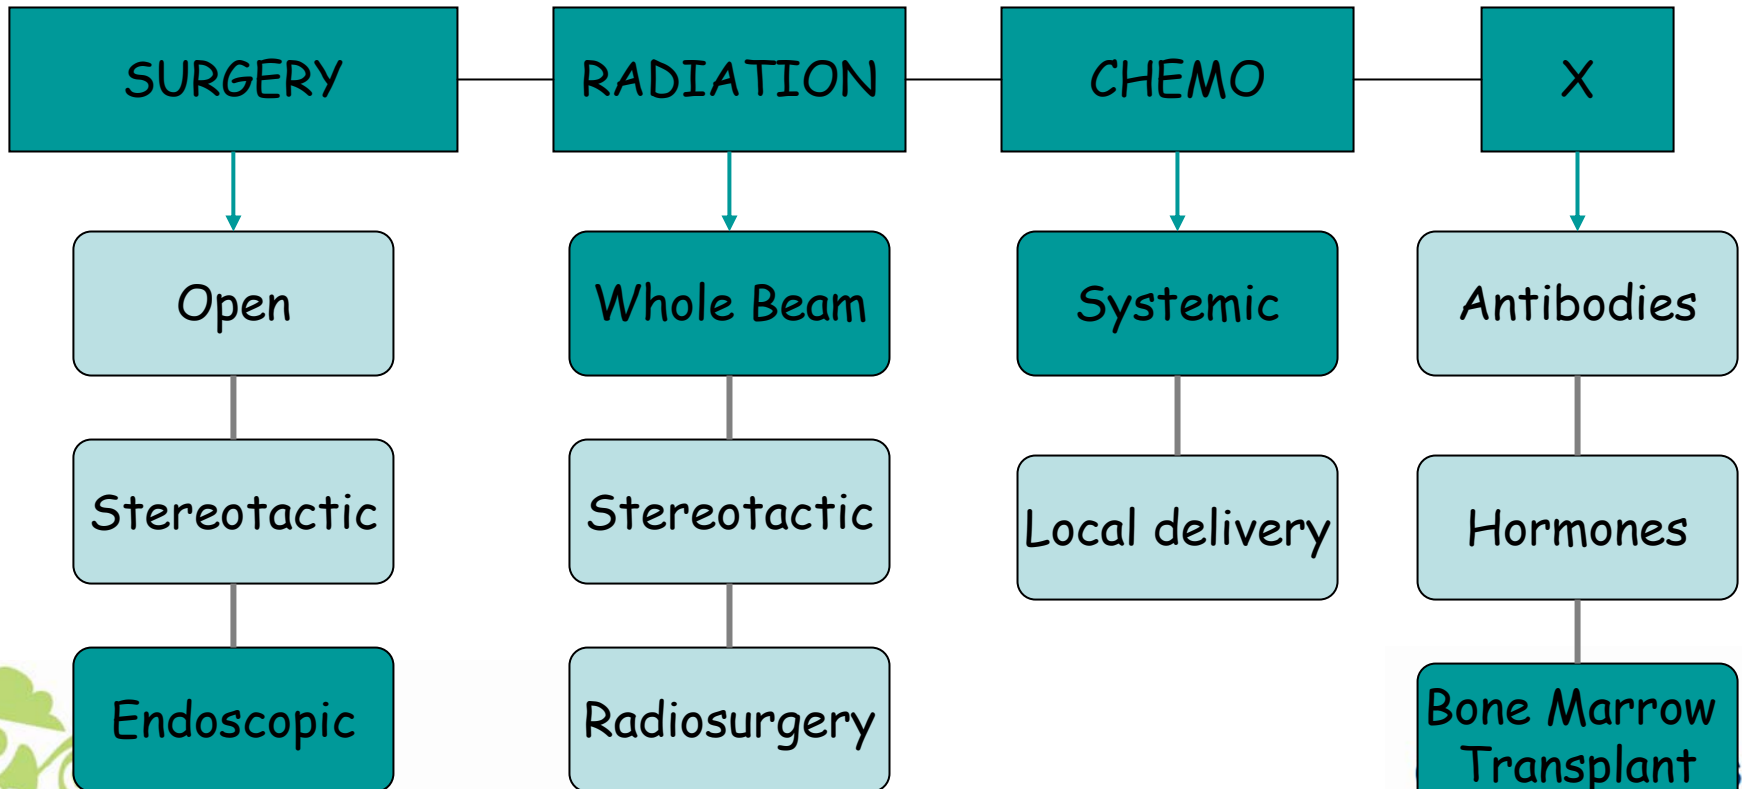 SURGERY
RADIATION
CHEMO
X
Open
Whole Beam
Systemic
Antibodies
Stereotactic
Stereotactic
Local delivery
Hormones
Endoscopic
Radiosurgery
Bone Marrow
Transplant